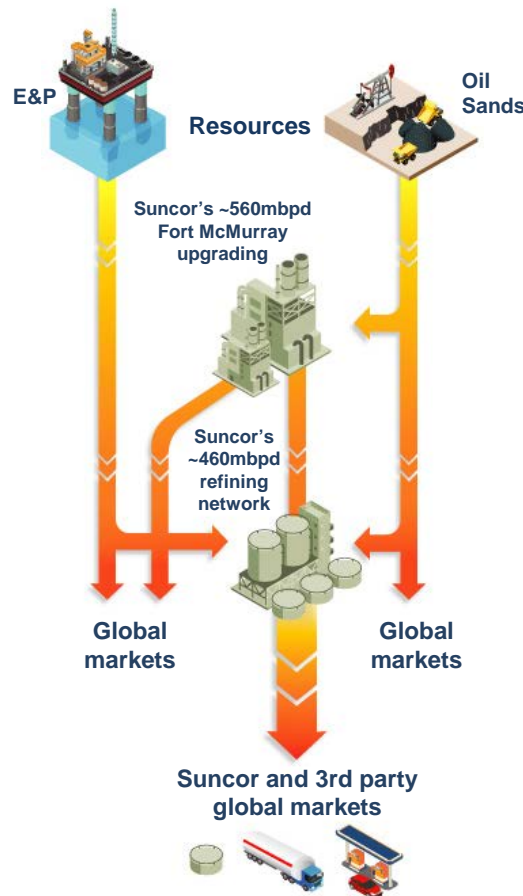 E&P
Resources
Oil
Sands
Suncor's ~560mbpd
Fort McMurray
upgrading
Suncor's
~460mbpd
refining
network
Global
markets
Global
markets
Suncor and 3rd party
global markets